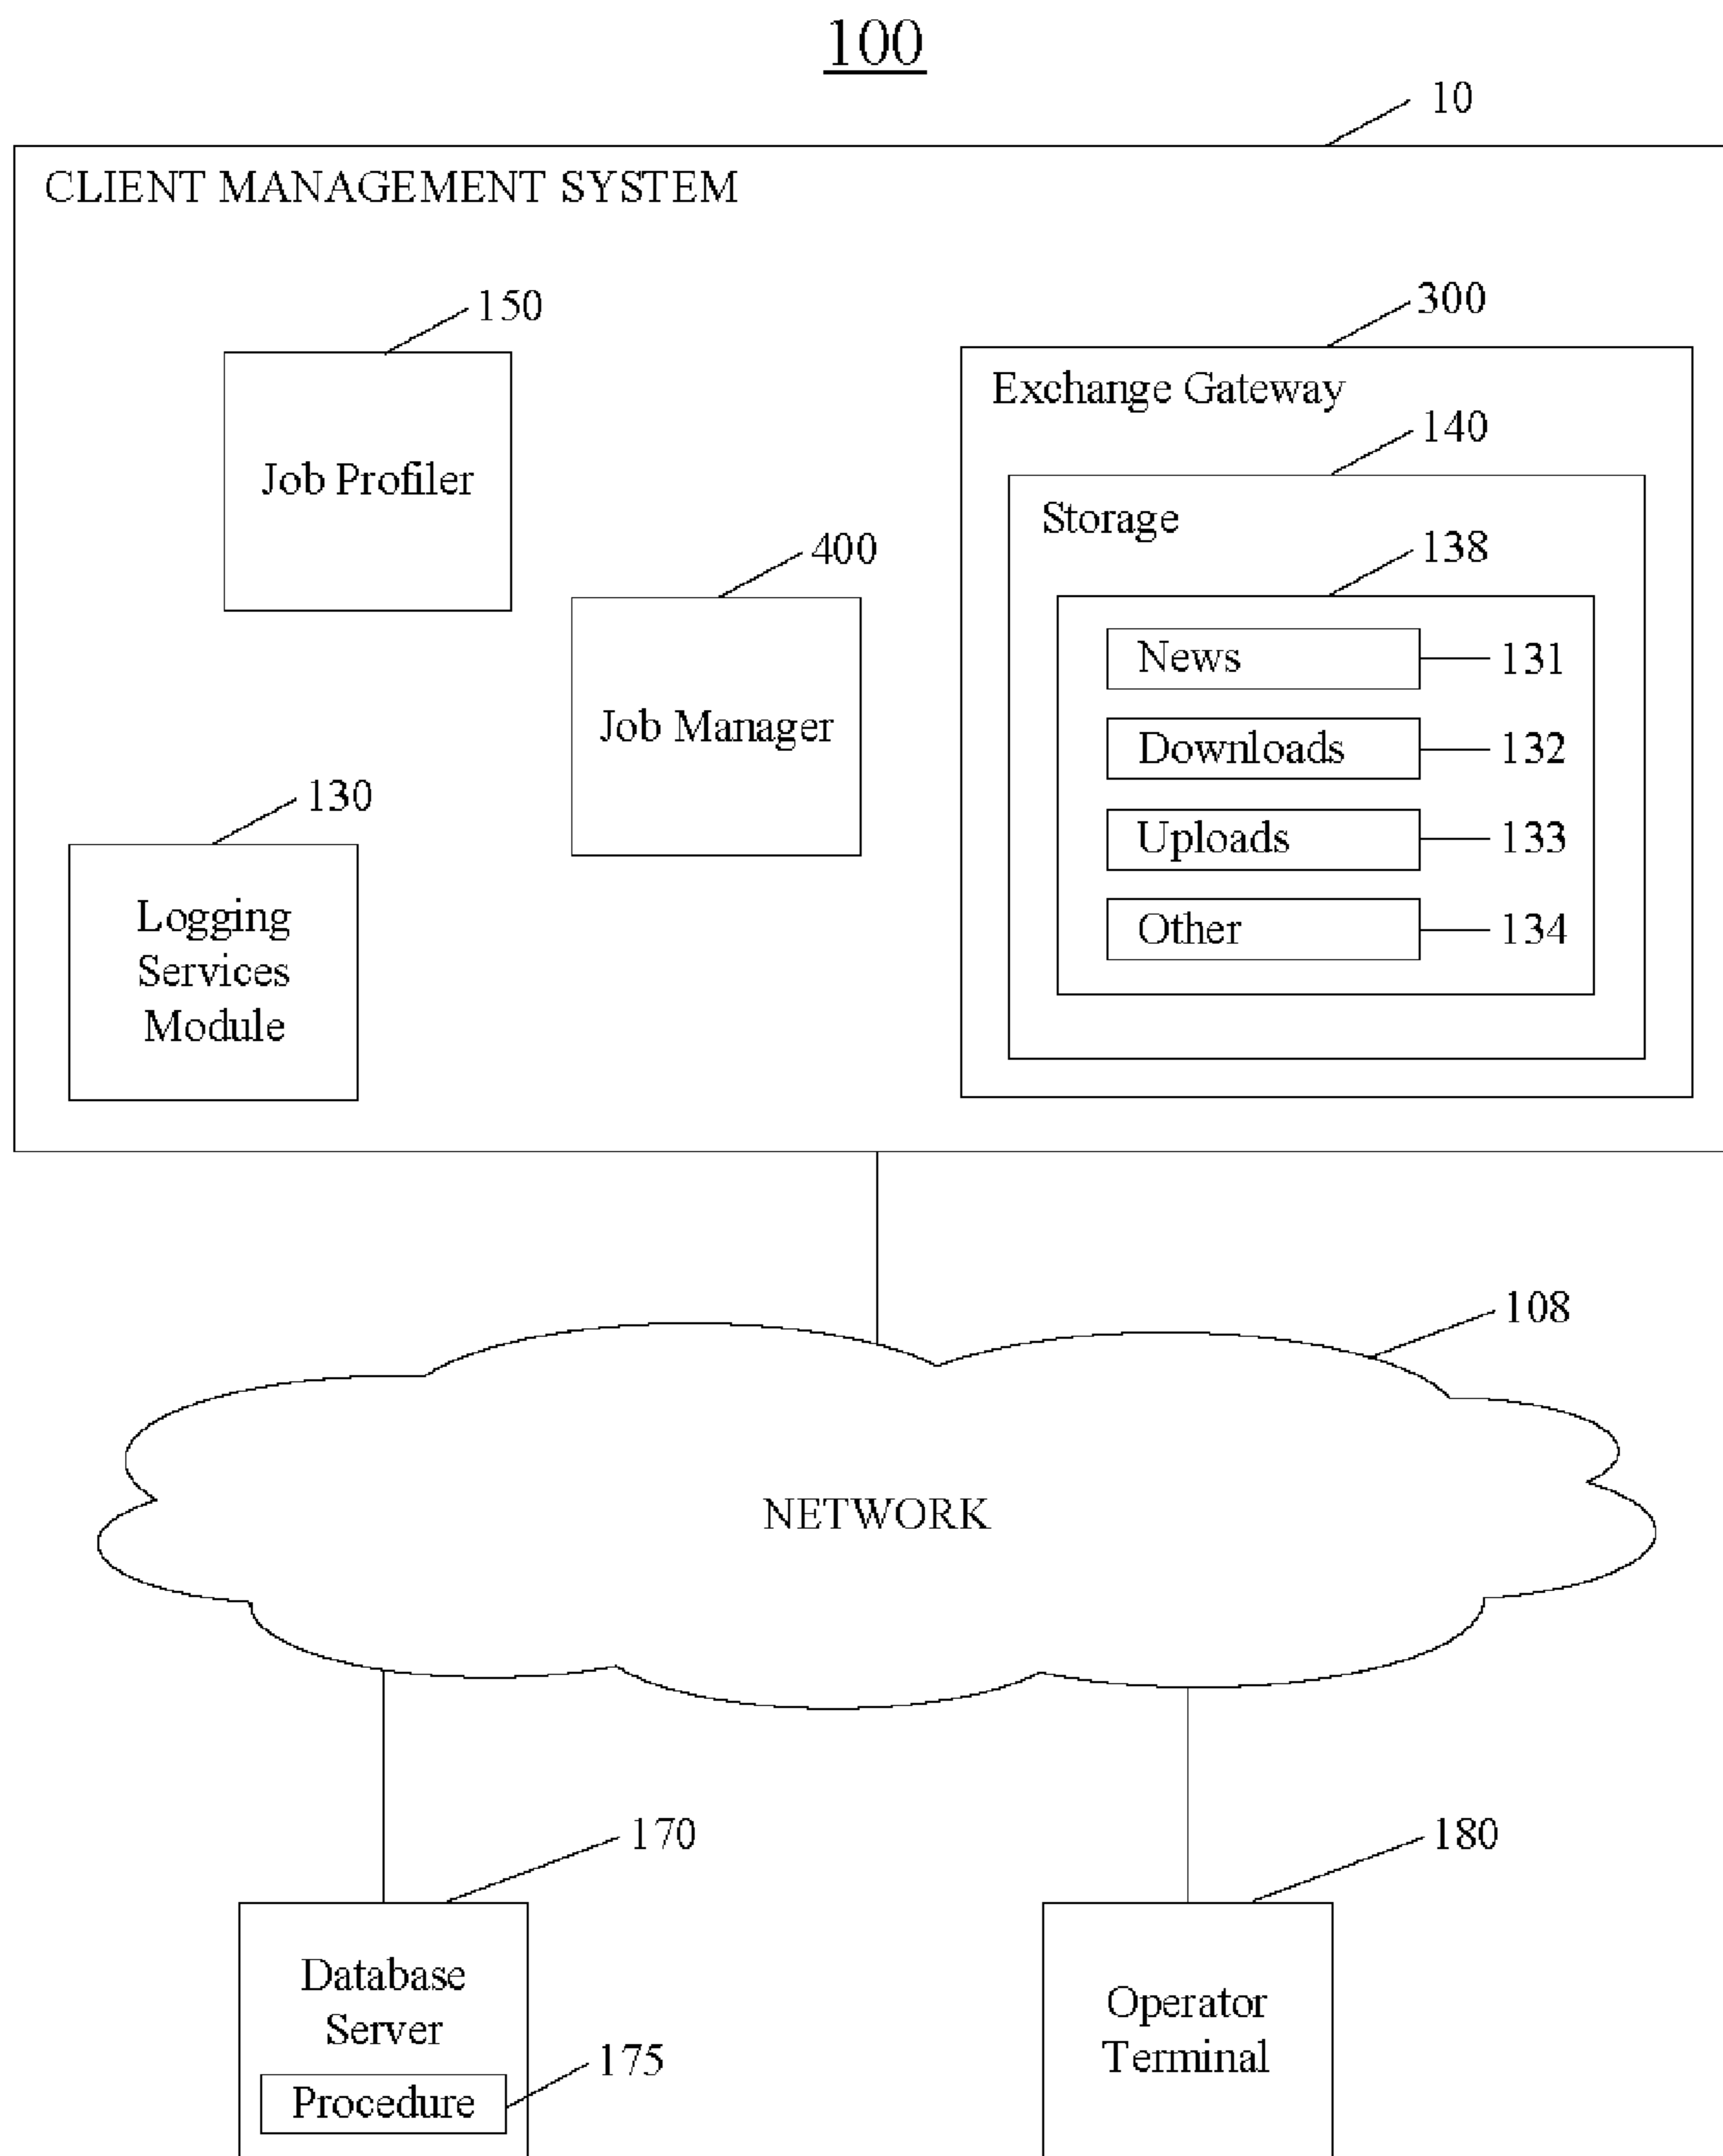 100
10
CLIENT MANAGEMENT SYSTEM
150
300
Job Profiler
Exchange Gateway
140
Storage
400
138
Job Manager
News
131
Downloads
132
Uploads
133
Other
134
130
Logging
Services
Module
108
NETWORK
170
180
Database
Server
175
Procedure
Operator
Terminal